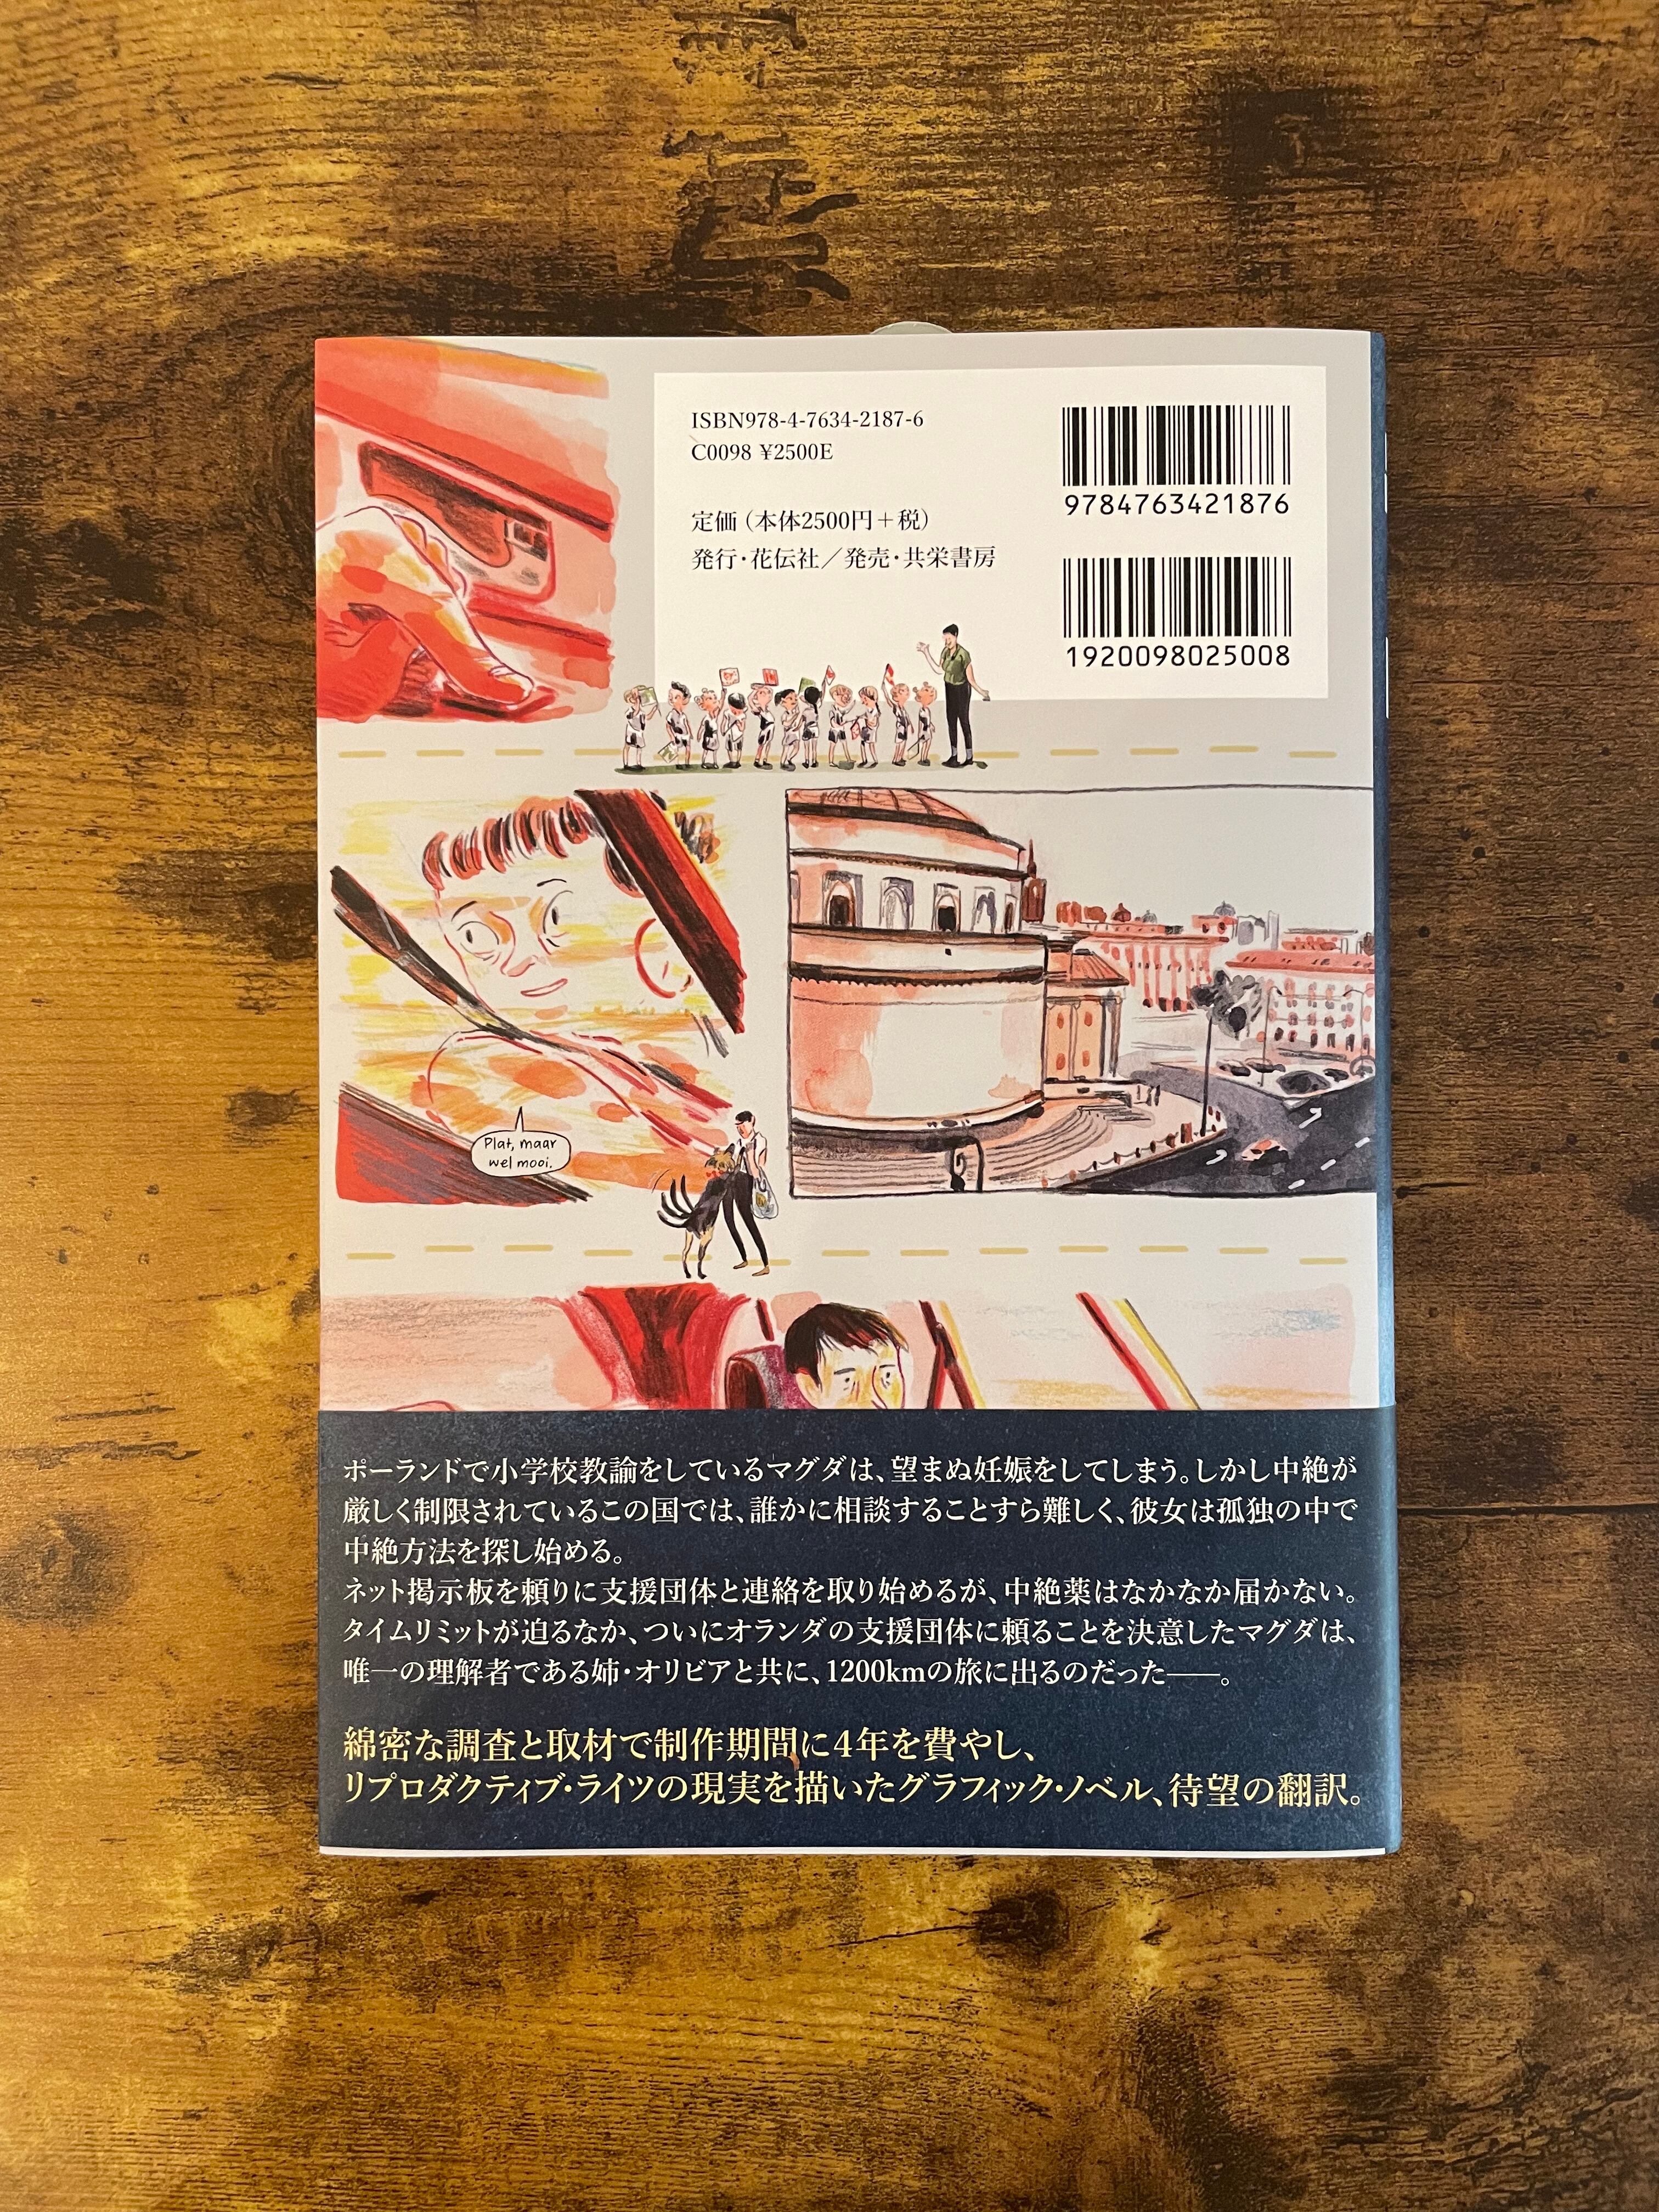 ISBN978-4-7634-2187-6
C0098 ¥2500E
定価（本体2500円＋税）
発行・花伝社／発売・共栄書房
9784763421876
1920098025008
Plat, maar
wel mooi.
ポーランドで小学校教諭をしているマグダは、望まぬ妊娠をしてしまう。しかし中絶が
厳しく制限されているこの国では、誰かに相談することすら難しく、彼女は孤独の中で
中絶方法を探し始める。
ネット掲示板を頼りに支援団体と連絡を取り始めるが、中絶薬はなかなか届かない。
タイムリミットが迫るなか、ついにオランダの支援団体に頼ることを決意したマグダは、
唯一の理解者である姉・オリビアと共に、1200kmの旅に出るのだった――。
綿密な調査と取材で制作期間に4年を費やし、
リプロダクティブ・ライツの現実を描いたグラフィック・ノベル、待望の翻訳。